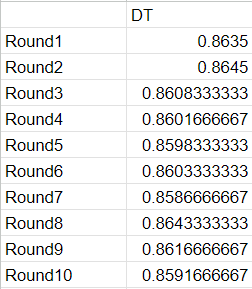 DT
Round1 0.8635
Round2 0.8645
Round3 0.8608333333
Round4 0.8601666667
Round5 0.8598333333
Round6 0.8603333333
Round7 0.8586666667
Round8 0.8643333333
Round9 0.8616666667
Round10 0.8591666667